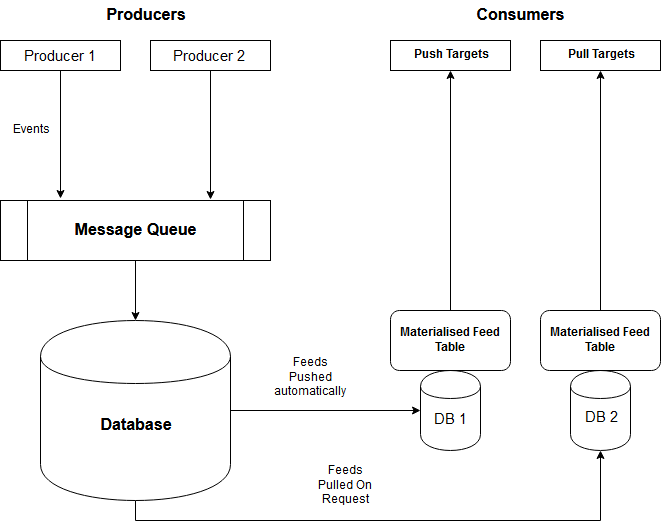 Producers
Consumers
Producer 1
Producer 2
Push Targets
Pull Targets
Events
Message Queue
Materialised Feed
Table
Materialised Feed
Table
Feeds
Pushed
automatically
DB 1
DB 2
Database
Feeds
Pulled On
Request